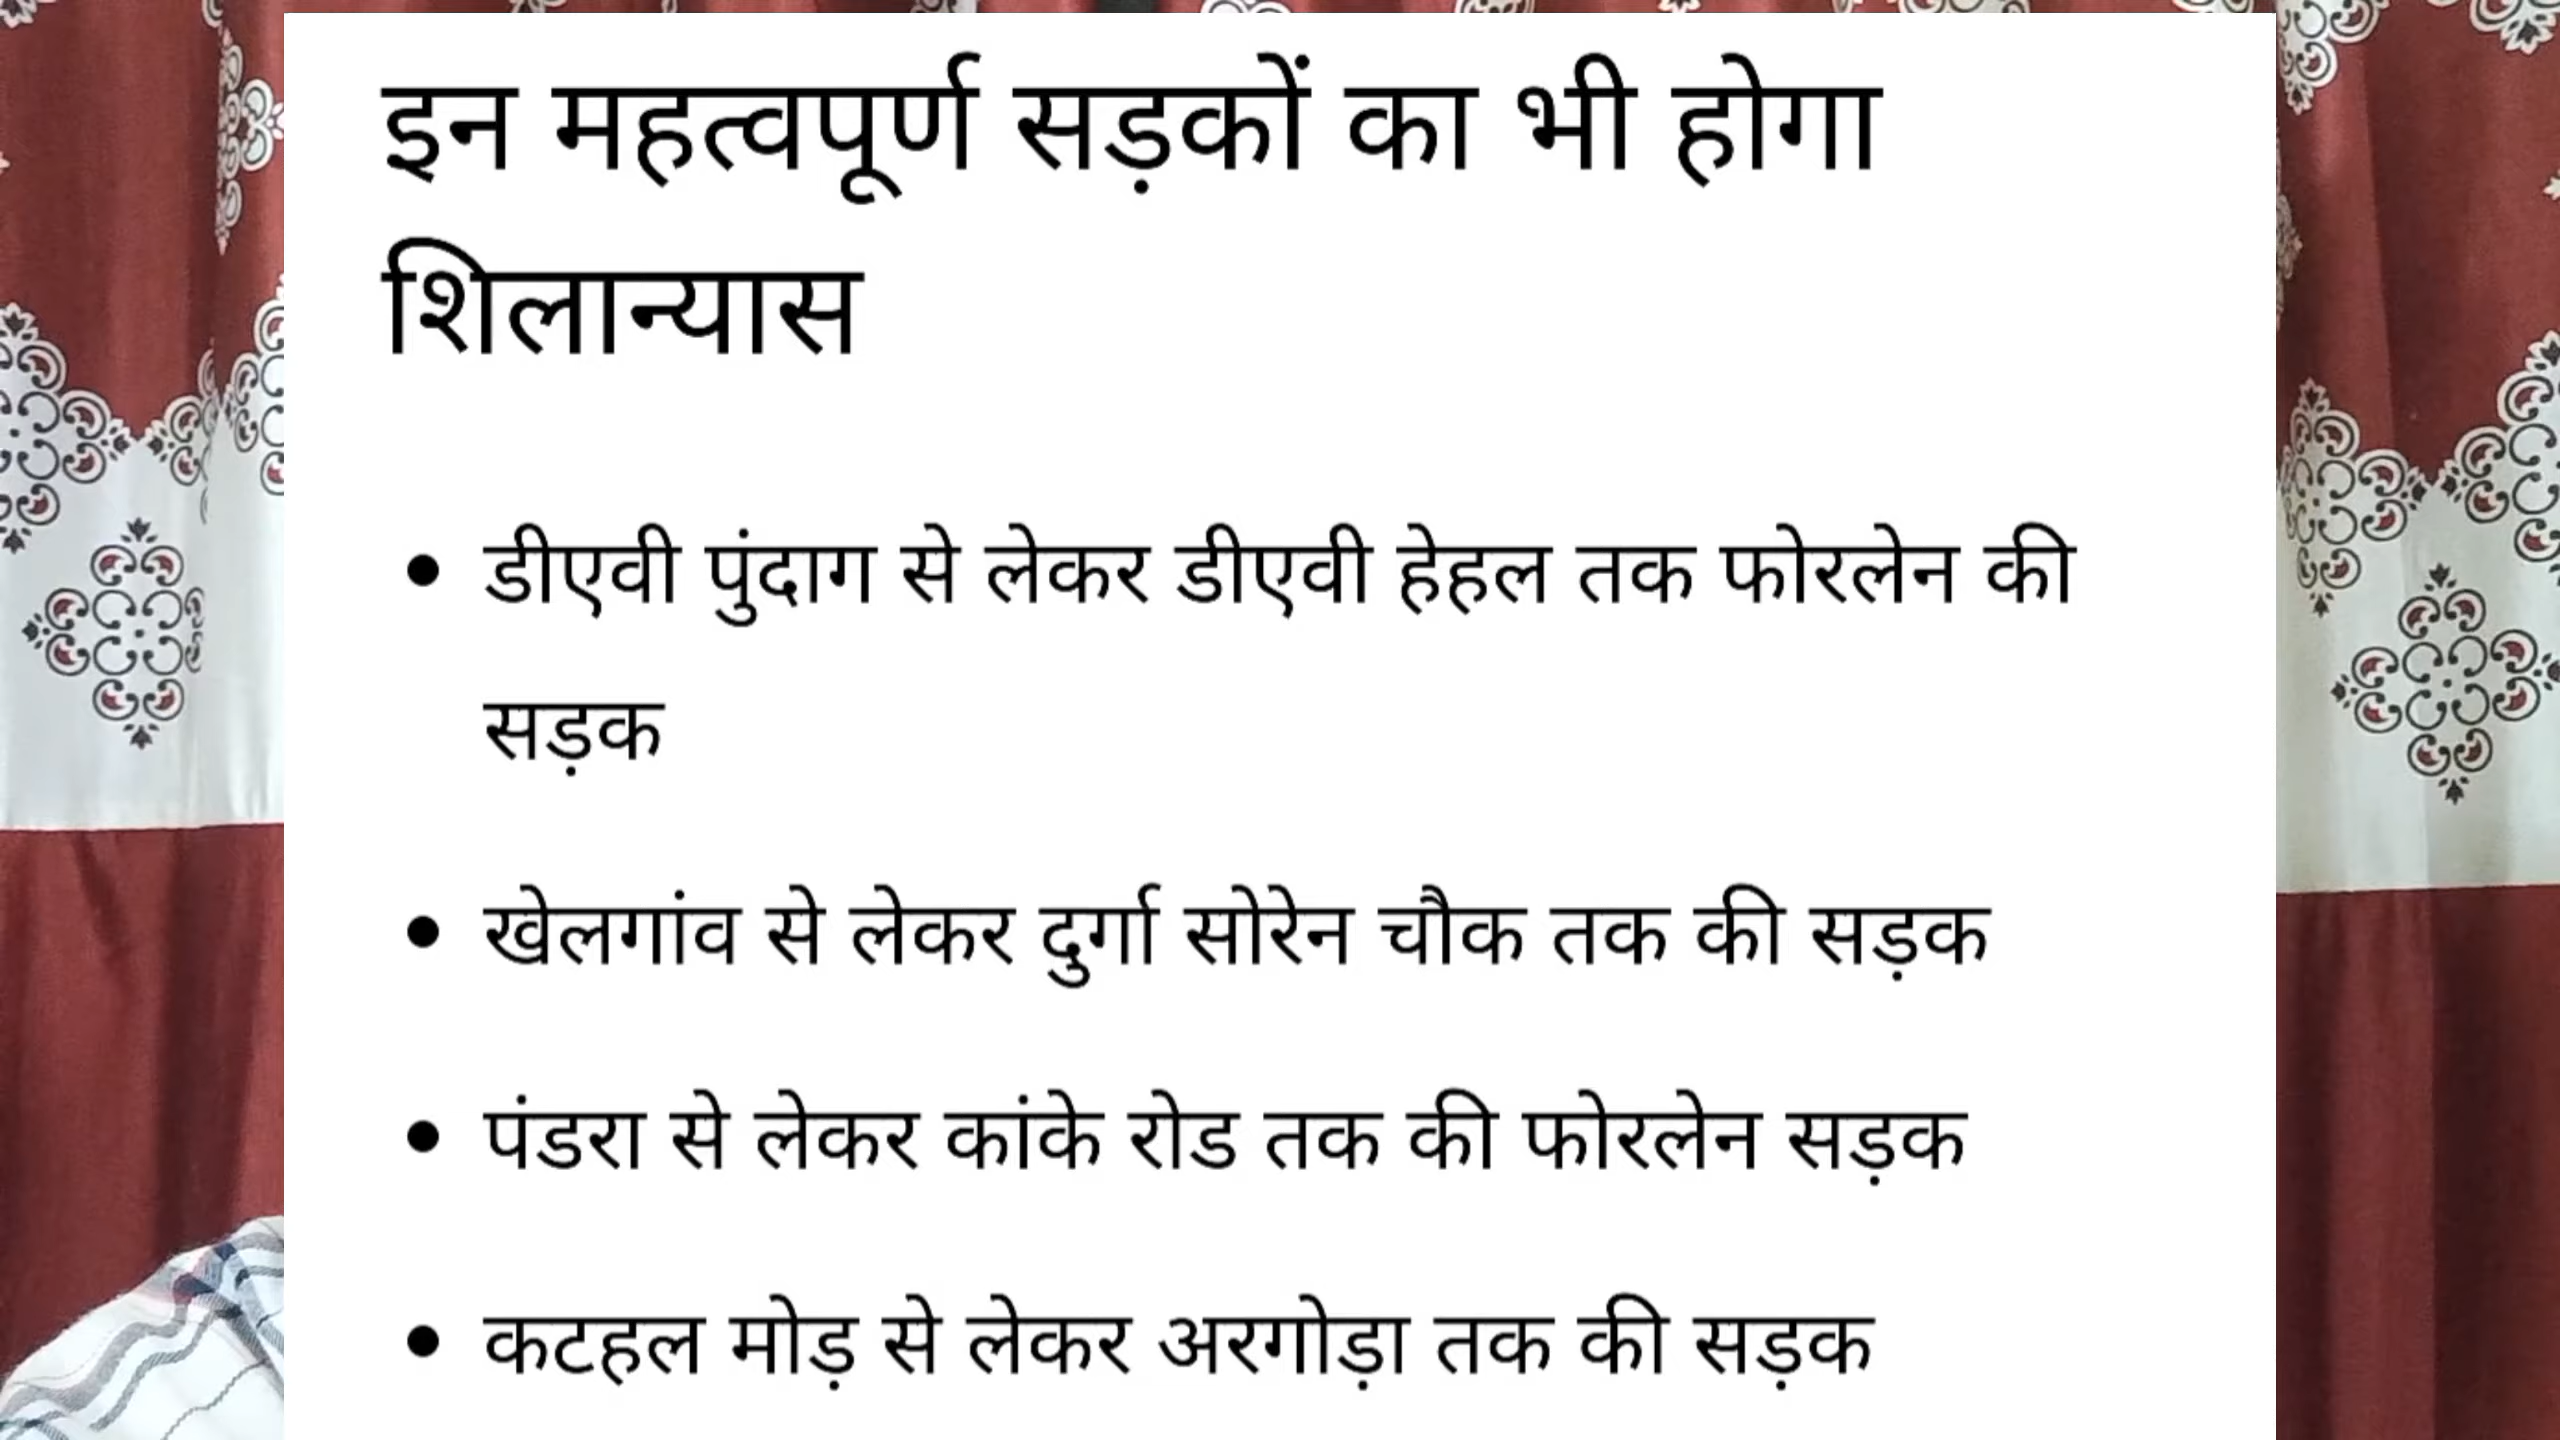 इन महत्वपूर्ण सड़कों का भी होगा
शिलान्यास
• डीएवी पुंदाग से लेकर डीएवी हेहल तक फोरलेन की
सड़क
• खेलगांव से लेकर दुर्गा सोरेन चौक तक की सड़क
• पंडरा से लेकर कांके रोड तक की फोरलेन सड़क
• कटहल मोड़ से लेकर अरगोड़ा तक की सड़क